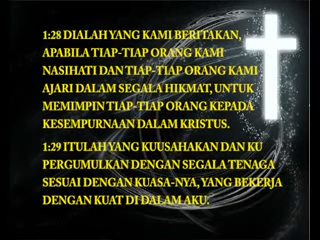 1:28 DIALAH YANG KAMI BERITAKAN,
APABILA TIAP-TIAP ORANG KAMI
NASIHATI DAN TIAP-TIAP ORANG KAMI
AJARI DALAM SEGALA HIKMAT, UNTUK
MEMIMPIN TIAP-TIAP ORANG KEPADA
KESEMPURNAAN DALAM KRISTUS.
1:29 ITULAH YANG KUUSAHAKAN DAN KU
PERGUMULKAN DENGAN SEGALA TENAGA
SESUAI DENGAN KUASA-NYA, YANG BEKERJA
DENGAN KUAT DI DALAM AKU.